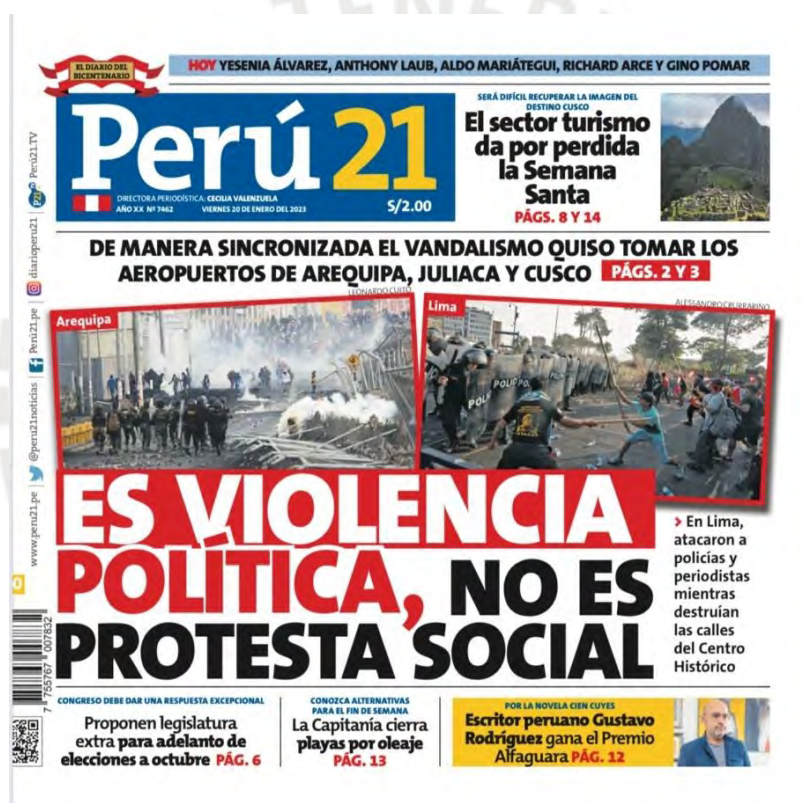 EL DIARIO DEL
BICENTENARIO
HOY YESENIA ÁLVAREZ, ANTHONY LAUB, ALDO MARIÁTEGUI, RICHARD ARCE Y GINO POMAR
Perú 21
DIRECTORA PERIODÍSTICA: CECILIA VALENZUELA
AÑO XX Nº 7462 VIERNES 20 DE ENERO DEL 2023
S/2.00
SERÁ DIFÍCIL RECUPERAR LA IMAGEN DEL
DESTINO CUSCO
El sector turismo
da por perdida
la Semana
Santa
PÁGS. 8 Y 14
DE MANERA SINCRONIZADA EL VANDALISMO QUISO TOMAR LOS
AEROPUERTOS DE AREQUIPA, JULIACA Y CUSCO PÁGS. 2 Y 3
Arequipa
Lima
POLICIA
ES VIOLENCIA
POLÍTICA, NO ES
PROTESTA SOCIAL
> En Lima,
atacaron a
policías y
periodistas
mientras
destruían
las calles
del Centro
Histórico
CONGRESO DEBE DAR UNA RESPUESTA EXCEPCIONAL
Proponen legislatura
extra para adelanto de
elecciones a octubre PÁG. 6
CONOZCA ALTERNATIVAS
PARA EL FIN DE SEMANA
La Capitanía cierra
playas por oleaje
PÁG. 13
POR LA NOVELA CIEN CUYES
Escritor peruano Gustavo
Rodríguez gana el Premio
Alfaguara PÁG. 12
www.peru21.pe | @peru21noticias | Perú21.pe | diarioperu21 | P21 Perú21.TV
7 755767 007832